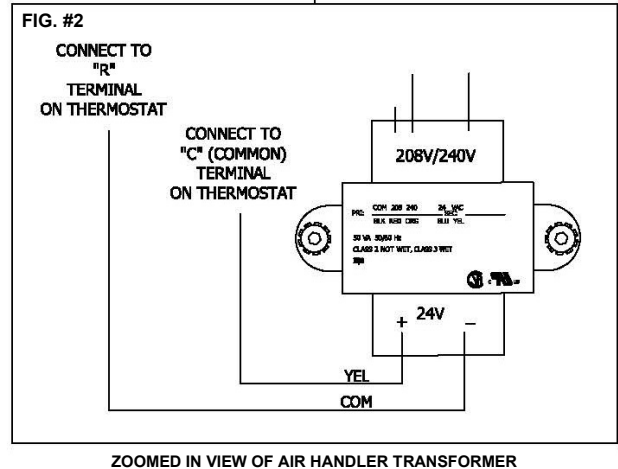 FIG. #2
CONNECT TO
"R"
TERMINAL
ON THERMOSTAT
CONNECT TO
"C" (COMMON)
TERMINAL
ON THERMOSTAT
208V/240V
PRI: COM 208 240 24 VAC
SEC:
BLK RED ORG BLU YEL
50 VA 50/60 Hz
CLASS 2 NOT WET, CLASS 3 WET
+ 24V –
YEL
COM
ZOOMED IN VIEW OF AIR HANDLER TRANSFORMER